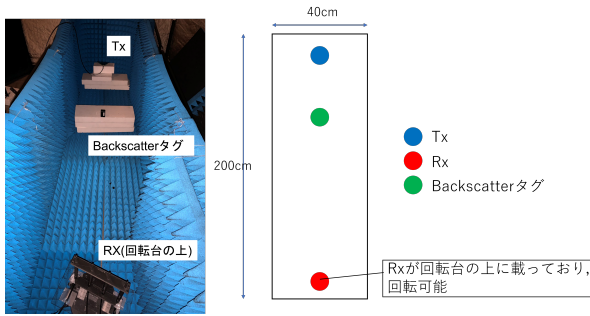 Tx
Backscatterタグ
RX(回転台の上)
40cm
200cm
Tx
Rx
Backscatterタグ
Rxが回転台の上に載っており,
回転可能